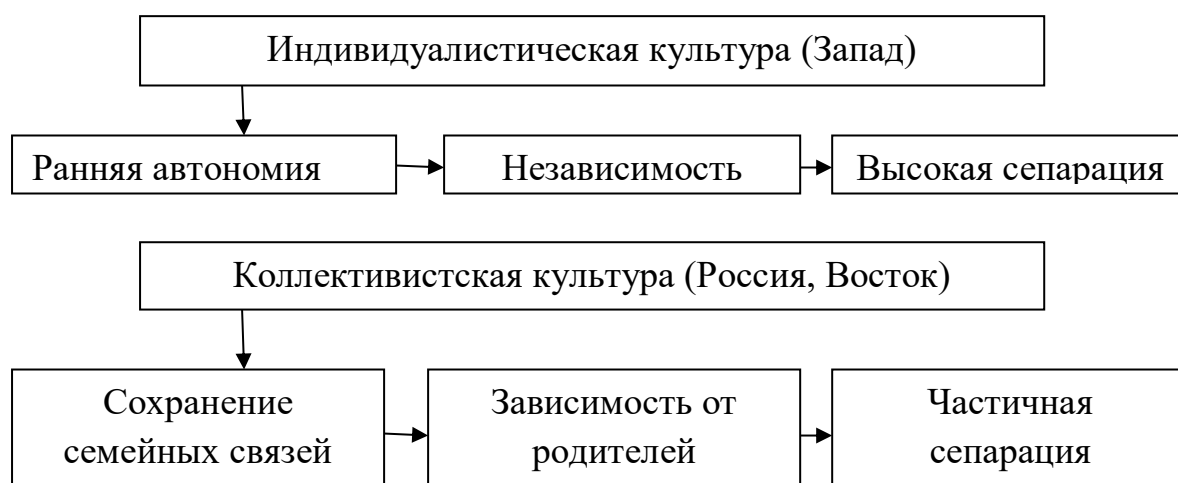 Индивидуалистическая культура (Запад)
Ранняя автономия
Независимость
Высокая сепарация
Коллективистская культура (Россия, Восток)
Сохранение
семейных связей
Зависимость от
родителей
Частичная
сепарация